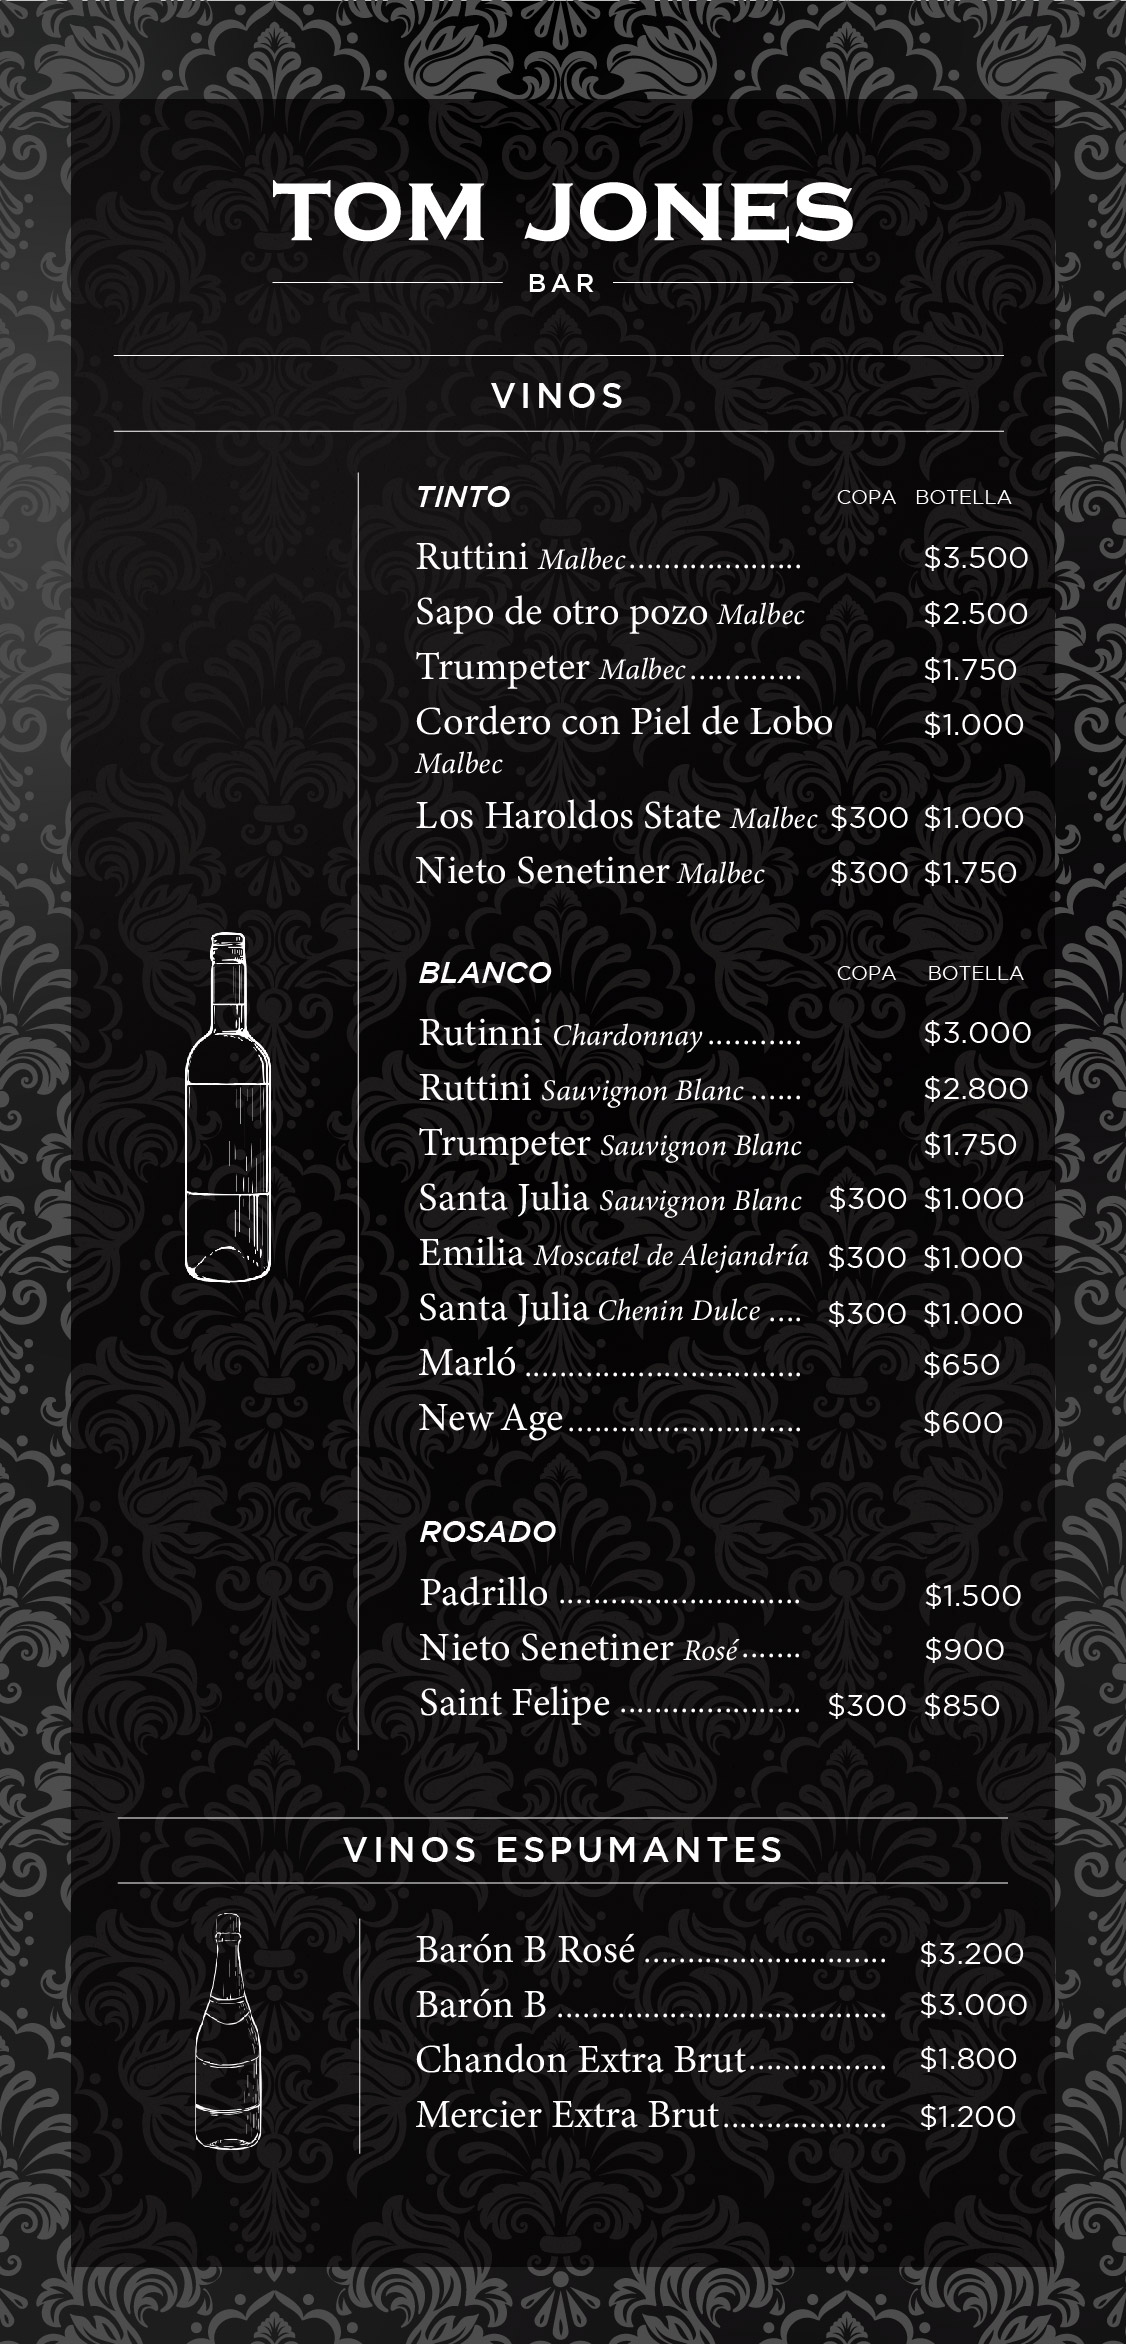 TOM JONES
BAR
VINOS
TINTO COPA BOTELLA
Ruttini Malbec.................... $3.500
Sapo de otro pozo Malbec $2.500
Trumpeter Malbec............. $1.750
Cordero con Piel de Lobo $1.000
Malbec
Los Haroldos State Malbec $300 $1.000
Nieto Senetiner Malbec $300 $1.750
BLANCO COPA BOTELLA
Rutinni Chardonnay ........... $3.000
Ruttini Sauvignon Blanc ...... $2.800
Trumpeter Sauvignon Blanc $1.750
Santa Julia Sauvignon Blanc $300 $1.000
Emilia Moscatel de Alejandría $300 $1.000
Santa Julia Chenin Dulce .... $300 $1.000
Marló ................................ $650
New Age........................... $600
ROSADO
Padrillo ............................ $1.500
Nieto Senetiner Rosé....... $900
Saint Felipe ..................... $300 $850
VINOS ESPUMANTES
Barón B Rosé ............................ $3.200
Barón B ...................................... $3.000
Chandon Extra Brut................ $1.800
Mercier Extra Brut................... $1.200